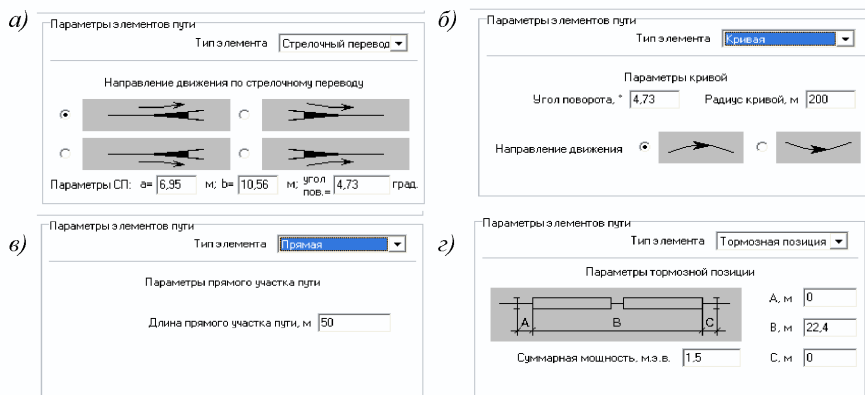 а)
Параметры элементов пути
Тип элемента Стрелочный перевод
Направление движения по стрелочному переводу
Параметры СП: a= 6,95 м; b= 10,56 м; угол пов.= 4,73 град.
б)
Параметры элементов пути
Тип элемента Кривая
Параметры кривой
Угол поворота, ° 4,73 Радиус кривой, м 200
Направление движения
в)
Параметры элементов пути
Тип элемента Прямая
Параметры прямого участка пути
Длина прямого участка пути, м 50
г)
Параметры элементов пути
Тип элемента Тормозная позиция
Параметры тормозной позиции
A B C
A, м 0
B, м 22,4
Суммарная мощность, м.э.в. 1.5 C, м 0